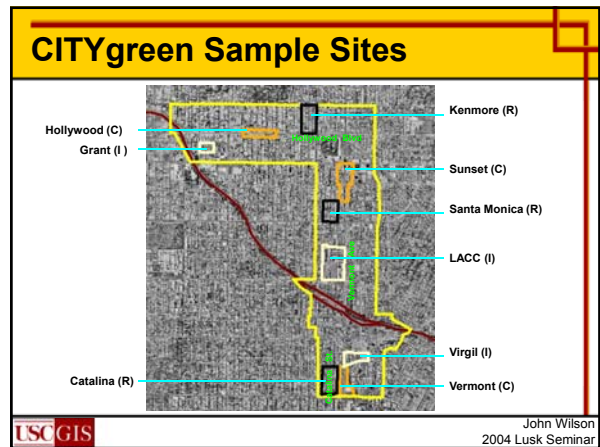 CITYgreen Sample Sites
Kenmore (R)
Hollywood (C)
Grant (I )
Sunset (C)
Santa Monica (R)
LACC (I)
Virgil (I)
Catalina (R)
Vermont (C)
USC GIS
John Wilson
2004 Lusk Seminar